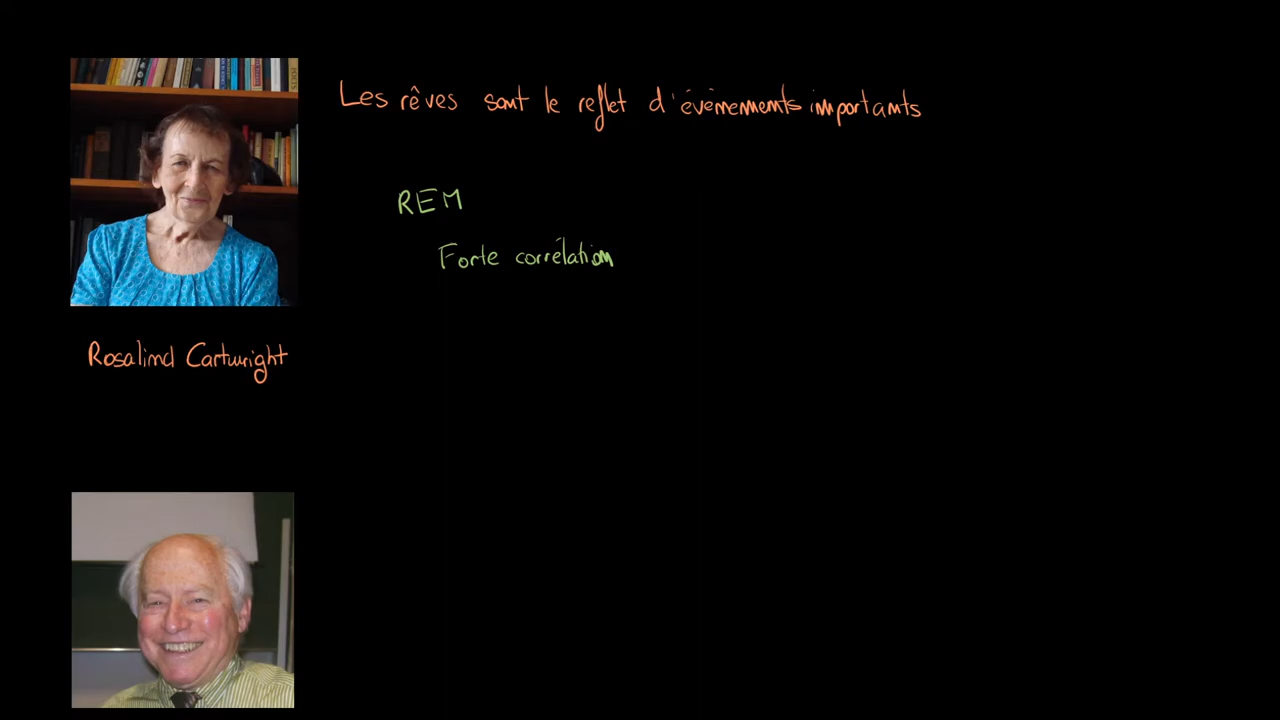 Les rêves sont le reflet d'événements importants
REM
Forte corrélation
Rosalind Cartwright